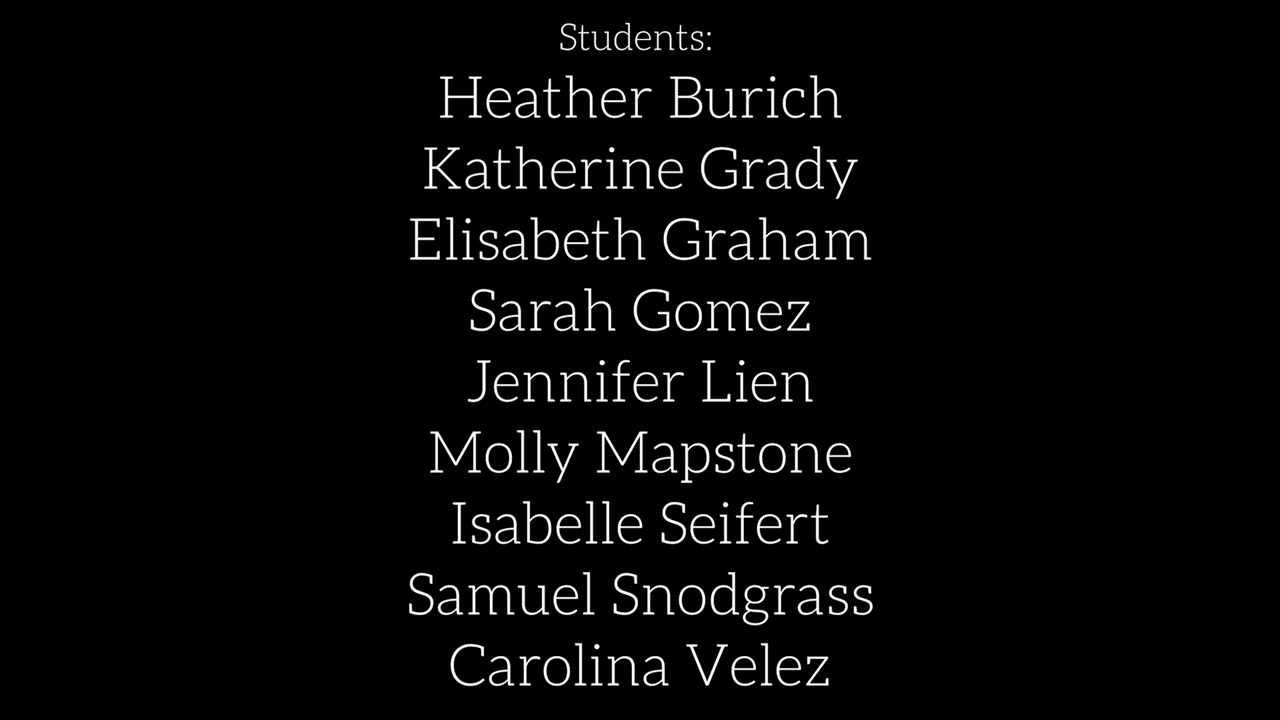 Students:
Heather Burich
Katherine Grady
Elisabeth Graham
Sarah Gomez
Jennifer Lien
Molly Mapstone
Isabelle Seifert
Samuel Snodgrass
Carolina Velez